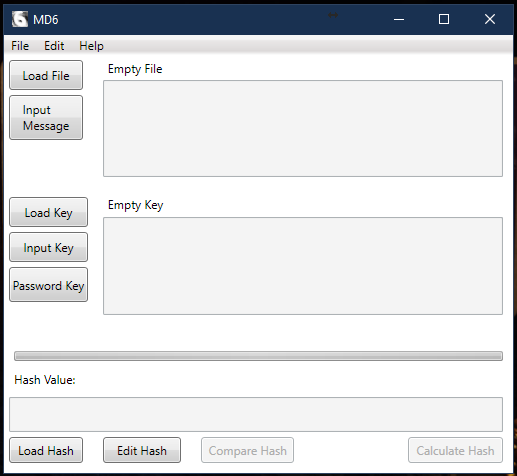 MD6
File Edit Help
Load File
Empty File
Input
Message
Load Key
Empty Key
Input Key
Password Key
Hash Value:
Load Hash Edit Hash Compare Hash Calculate Hash